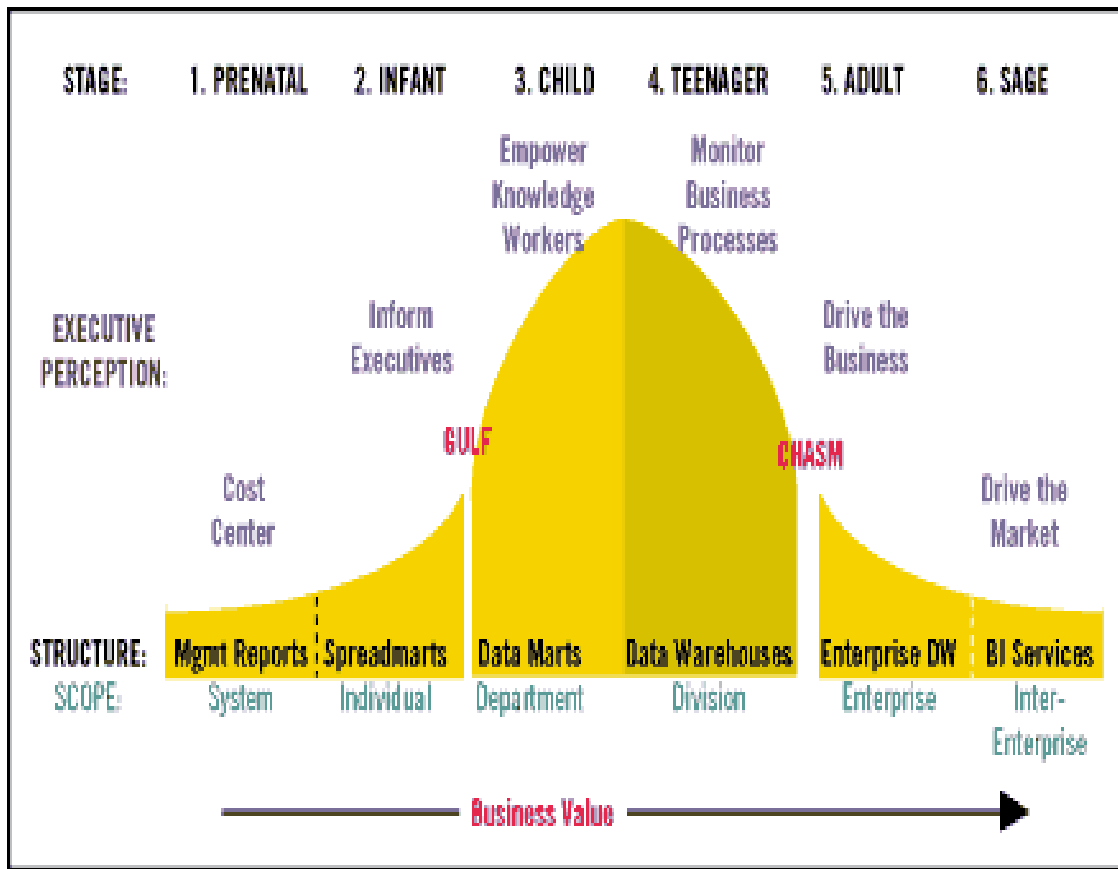 STAGE: 1. PRENATAL 2. INFANT 3. CHILD 4. TEENAGER 5. ADULT 6. SAGE
Empower
Knowledge
Workers
Monitor
Business
Processes
EXECUTIVE
PERCEPTION:
Inform
Executives
Drive the
Business
GULF
CHASM
Cost
Center
Drive the
Market
STRUCTURE: Mgmt Reports Spreadmarts Data Marts Data Warehouses Enterprise DW BI Services
SCOPE: System Individual Department Division Enterprise Inter-
Enterprise
Business Value